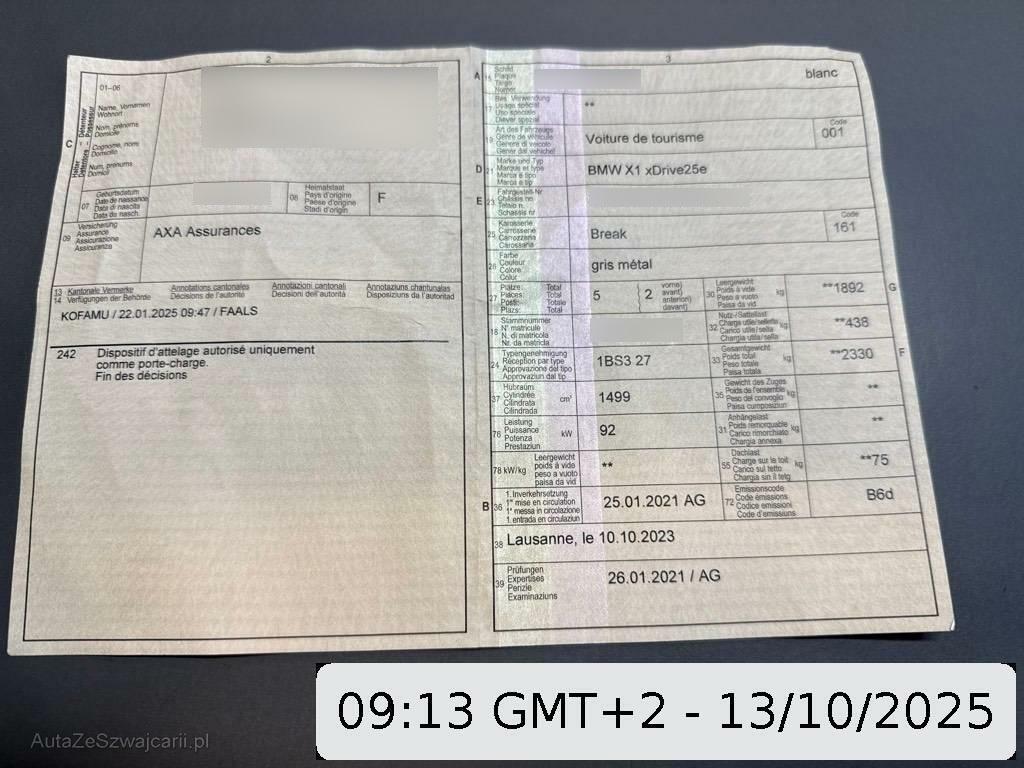 2
01–06
Name, Vornamen
Wohnort
Nom, prénoms
Domicile
Cognome, nomi
Domicilio
Num, prenums
Domicil
C
Halter – Détenteur
Detentore – Possessur
07
Geburtsdatum
Date de naissance
Data di nascita
Data da nasch.
08
Heimatstaat
Pays d'origine
Paese d'origine
Stadi d'origin
F
09
Versicherung
Assurance
Assicurazione
Assicuranza
AXA Assurances
13 Kantonale Vermerke
14 Verfügungen der Behörde
Annotations cantonales
Décisions de l'autorité
Annotazioni cantonali
Decisioni dell'autorità
Annotaziuns chantunalas
Disposiziuns da l'autoritad
KOFAMU / 22.01.2025 09:47 / FAALS
242 Dispositif d'attelage autorisé uniquement
comme porte-charge.
Fin des décisions
3
A 15
Schild
Plaque
Targa
Numer
blanc
17
Bes. Verwendung
Usage spécial
Uso speciale
Diever spezial
**
19
Art des Fahrzeugs
Genre de véhicule
Genere di veicolo
Gener dal vehichel
Voiture de tourisme
Code
001
D 21
Marke und Typ
Marque et type
Marca e tipo
Marca e tip
BMW X1 xDrive25e
E 23
Fahrgestell-Nr
Châssis no
Telaio n.
Schassis nr
25
Karosserie
Carrosserie
Carrozzeria
Carossaria
Break
Code
161
26
Farbe
Couleur
Colore
Colur
gris métal
27
Plätze: Total
Places: Total
Posti: Totale
Plazs: Total
5
2
vorne)
avant)
anteriori)
davant)
30
Leergewicht
Poids à vide
Peso a vuoto
Paisa da vid
kg
**1892
G
18
Stammnummer
N° matricule
N. di matricola
Nr. da matricla
32
Nutz-/Sattellast
Charge utile/sellette
Carico utile/sella
Chargia utila/sella
kg
**438
24
Typengenehmigung
Réception par type
Approvazione del tipo
Approvaziun dal tip
1BS3 27
33
Gesamtgewicht
Poids total
Peso totale
Paisa totala
kg
**2330
F
37
Hubraum
Cylindrée
Cilindrata
Cilindrada
cm³
1499
35
Gewicht des Zuges
Poids de l'ensemble
Peso del convoglio
Paisa cumposiziun
kg
**
76
Leistung
Puissance
Potenza
Prestaziun
kW
92
31
Anhängelast
Poids remorquable
Carico rimorchiato
Chargia annexa
kg
**
78 kW/kg
Leergewicht
poids à vide
peso a vuoto
paisa da vid
**
55
Dachlast
Charge sur le toit
Carico sul tetto
Chargia sin il tetg
kg
**75
B 36
1. Inverkehrsetzung
1re mise en circulation
1a messa in circolazione
1. entrada en circulaziun
25.01.2021 AG
72
Emissionscode
Code émissions
Codice emissioni
Code d'emissiuns
B6d
38
Lausanne, le 10.10.2023
39
Prüfungen
Expertises
Perizie
Examinaziuns
26.01.2021 / AG
09:13 GMT+2 - 13/10/2025
AutaZeSzwajcarii.pl